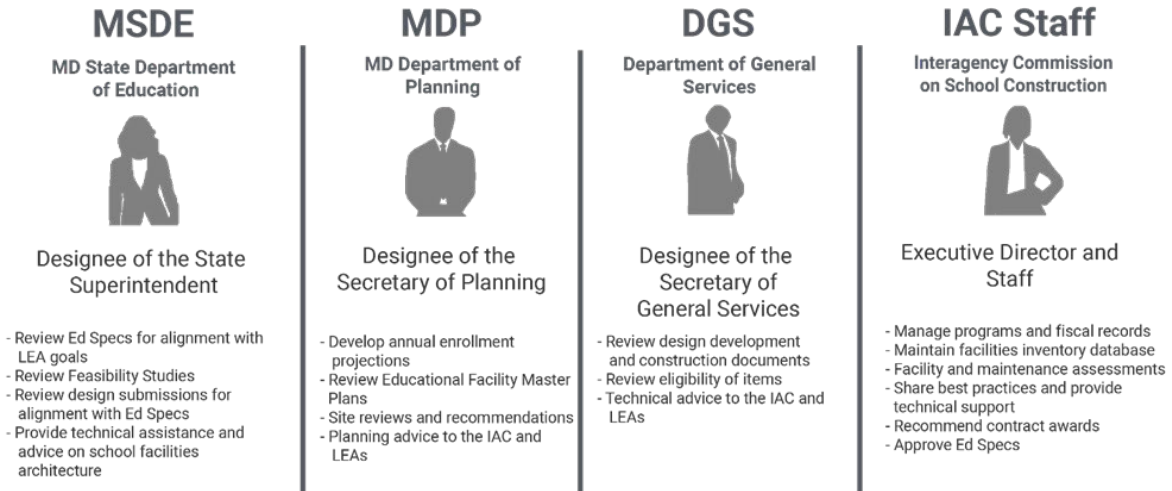 MSDE
MD State Department
of Education
Designee of the State
Superintendent
- Review Ed Specs for alignment with
LEA goals
- Review Feasibility Studies
- Review design submissions for
alignment with Ed Specs
- Provide technical assistance and
advice on school facilities
architecture
MDP
MD Department of
Planning
Designee of the
Secretary of Planning
- Develop annual enrollment
projections
- Review Educational Facility Master
Plans
- Site reviews and recommendations
- Planning advice to the IAC and
LEAs
DGS
Department of General
Services
Designee of the
Secretary of
General Services
- Review design development
and construction documents
- Review eligibility of items
- Technical advice to the IAC and
LEAs
IAC Staff
Interagency Commission
on School Construction
Executive Director and
Staff
- Manage programs and fiscal records
- Maintain facilities inventory database
- Facility and maintenance assessments
- Share best practices and provide
technical support
- Recommend contract awards
- Approve Ed Specs